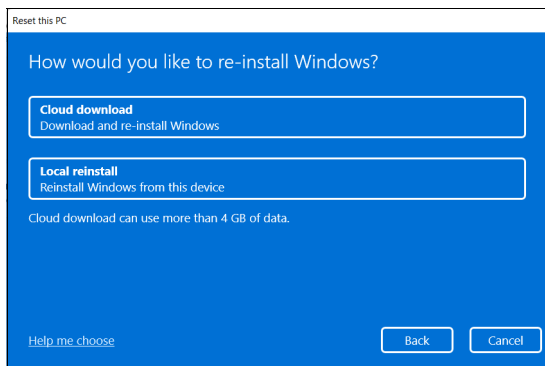 Reset this PC
How would you like to re-install Windows?
Cloud download
Download and re-install Windows
Local reinstall
Reinstall Windows from this device
Cloud download can use more than 4 GB of data.
Help me choose
Back
Cancel